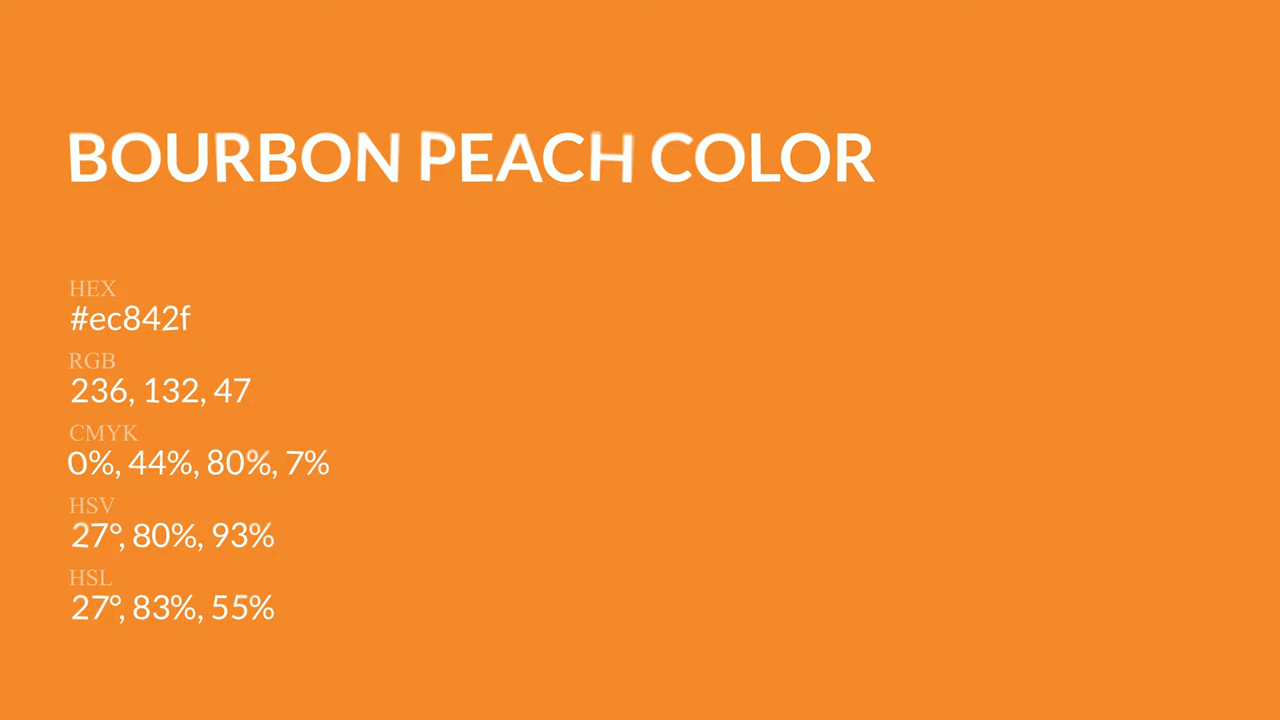 BOURBON PEACH COLOR
HEX
#ec842f
RGB
236, 132, 47
CMYK
0%, 44%, 80%, 7%
HSV
27°, 80%, 93%
HSL
27°, 83%, 55%